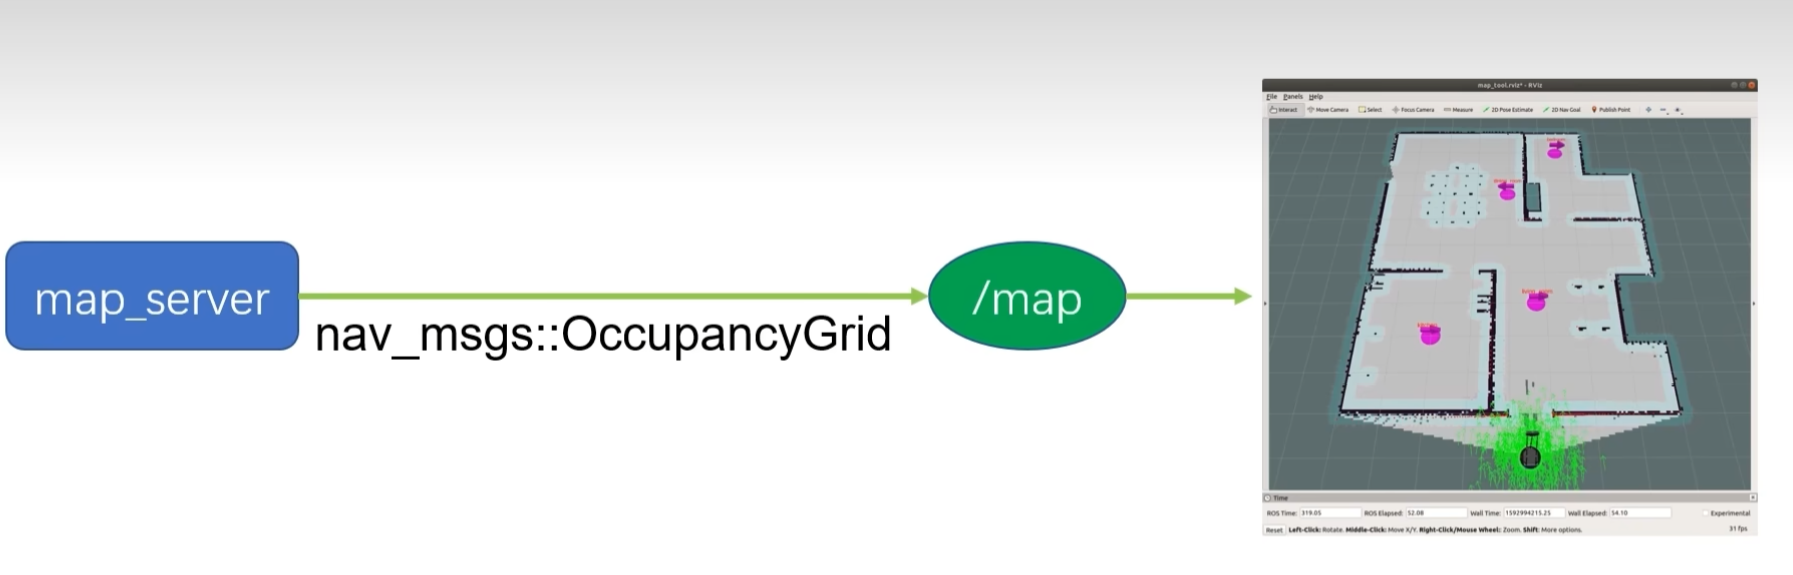 map_server
nav_msgs::OccupancyGrid
/map
map_tool.rviz* - RViz
File Panels Help
Interact Move Camera Select Focus Camera Measure 2D Pose Estimate 2D Nav Goal Publish Point
Time
ROS Time: 319.05 ROS Elapsed: 52.08 Wall Time: 1592994215.25 Wall Elapsed: 54.10 Experimental
Reset Left-Click: Rotate. Middle-Click: Move X/Y. Right-Click/Mouse Wheel: Zoom. Shift: More options. 31 fps